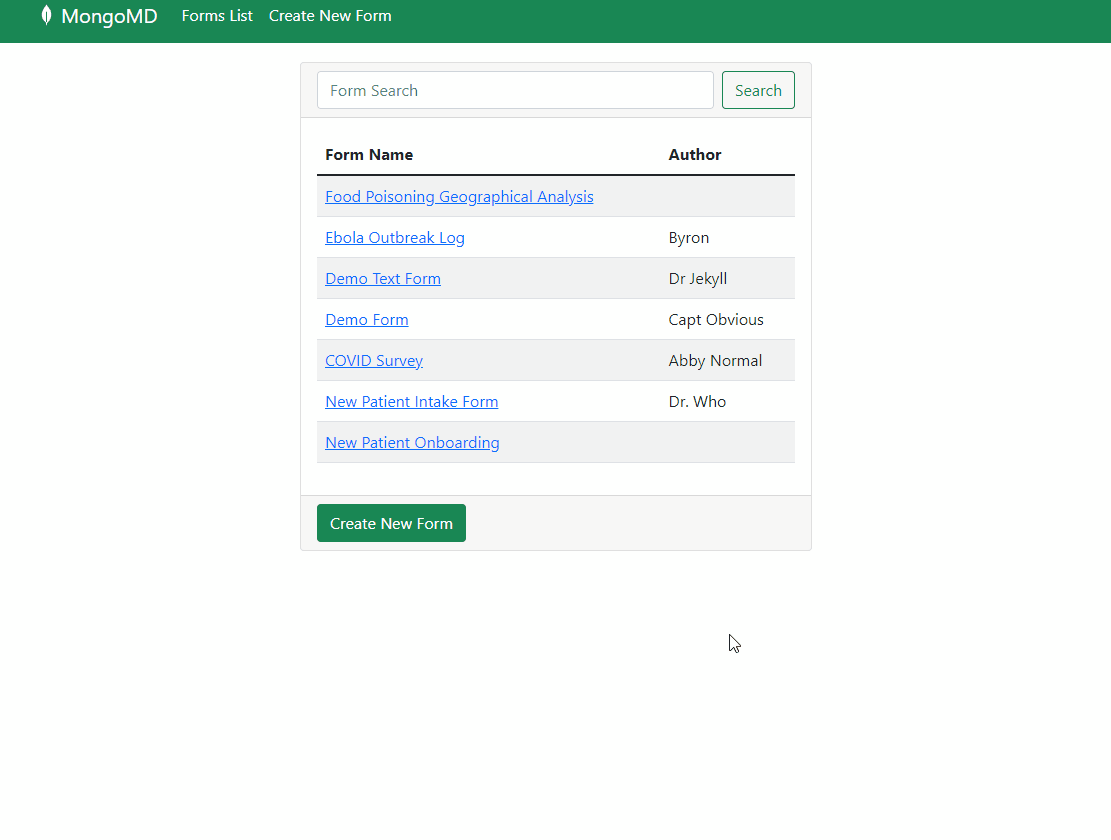 MongoMD Forms List Create New Form
Form Search Search
Form Name Author
Food Poisoning Geographical Analysis
Ebola Outbreak Log Byron
Demo Text Form Dr Jekyll
Demo Form Capt Obvious
COVID Survey Abby Normal
New Patient Intake Form Dr. Who
New Patient Onboarding
Create New Form